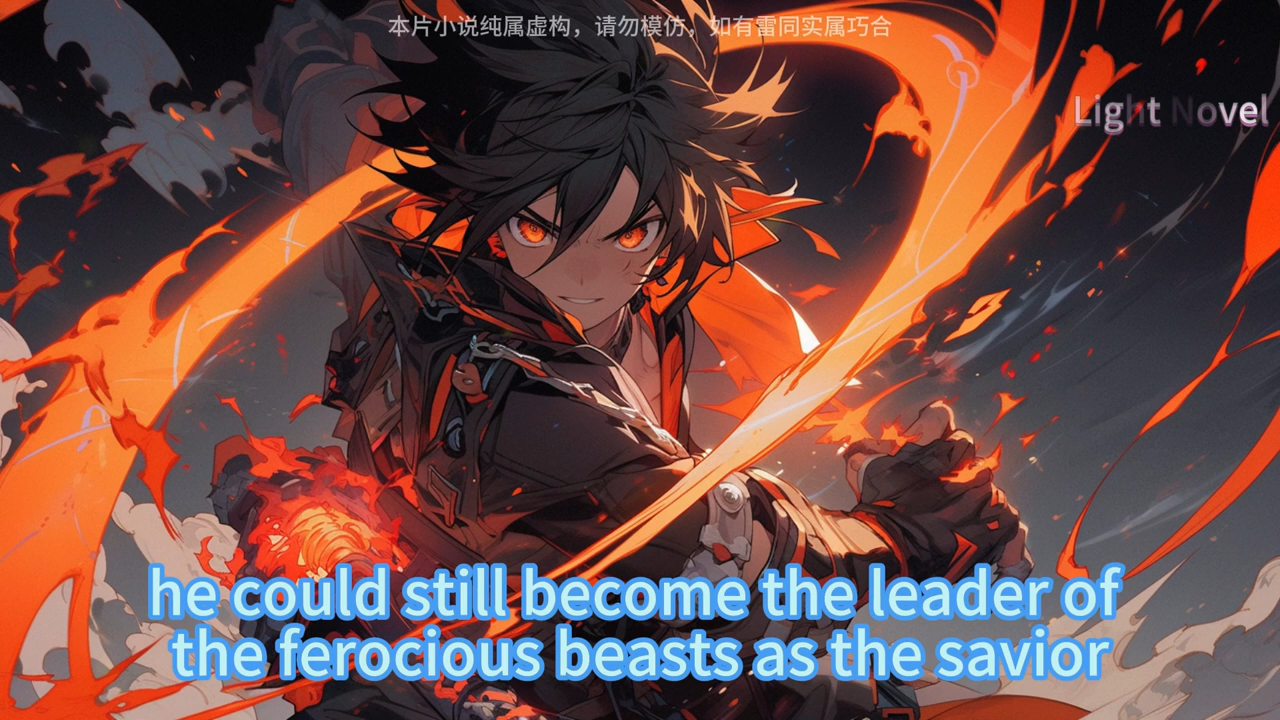 本片小说纯属虚构，请勿模仿，如有雷同实属巧合
Light Novel
he could still become the leader of
the ferocious beasts as the savior